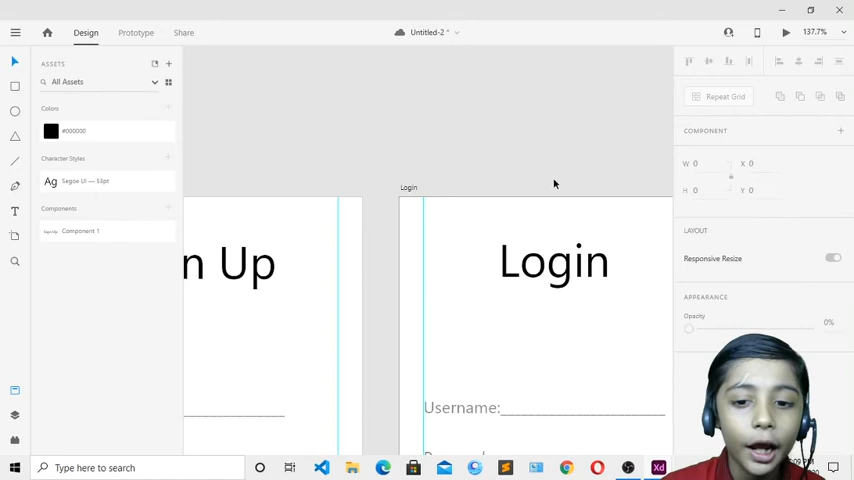 Design
Prototype
Share
Untitled-2 *
137.7%
ASSETS
All Assets
Repeat Grid
Colors
#000000
COMPONENT
Character Styles
W 0
X 0
Ag Segoe UI — 53pt
H 0
Y 0
Login
Components
Component 1
LAYOUT
n Up
Login
Responsive Resize
APPEARANCE
Opacity
0%
Username:
Type here to search
Xd